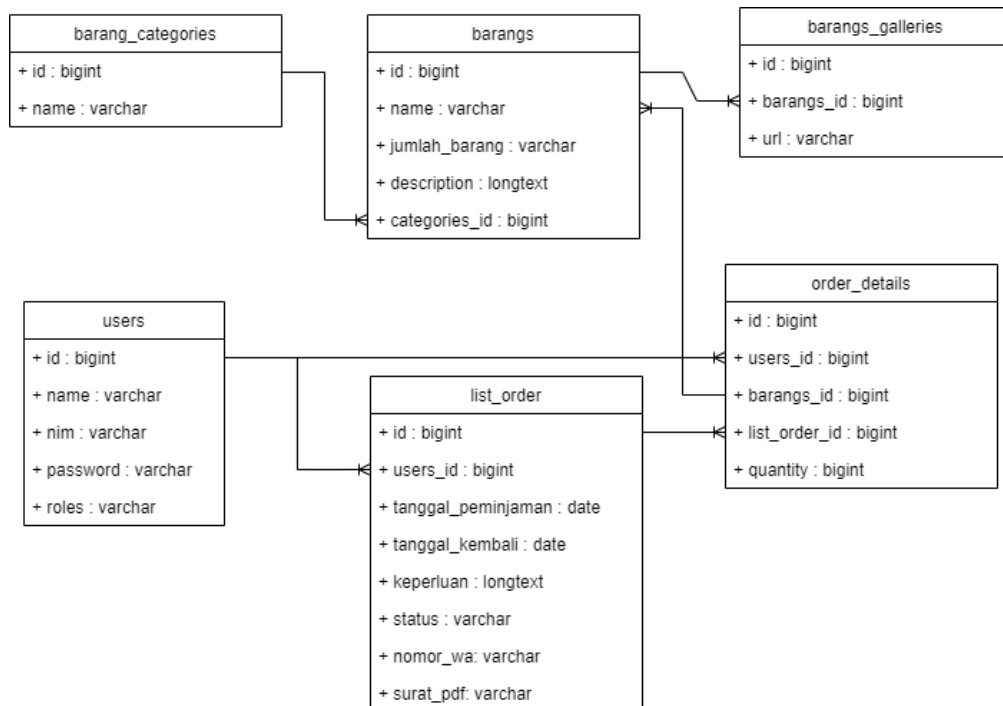 barang_categories
+ id : bigint
+ name : varchar
barangs
+ id : bigint
+ name : varchar
+ jumlah_barang : varchar
+ description : longtext
+ categories_id : bigint
barangs_galleries
+ id : bigint
+ barangs_id : bigint
+ url : varchar
users
+ id : bigint
+ name : varchar
+ nim : varchar
+ password : varchar
+ roles : varchar
list_order
+ id : bigint
+ users_id : bigint
+ tanggal_peminjaman : date
+ tanggal_kembali : date
+ keperluan : longtext
+ status : varchar
+ nomor_wa: varchar
+ surat_pdf: varchar
order_details
+ id : bigint
+ users_id : bigint
+ barangs_id : bigint
+ list_order_id : bigint
+ quantity : bigint